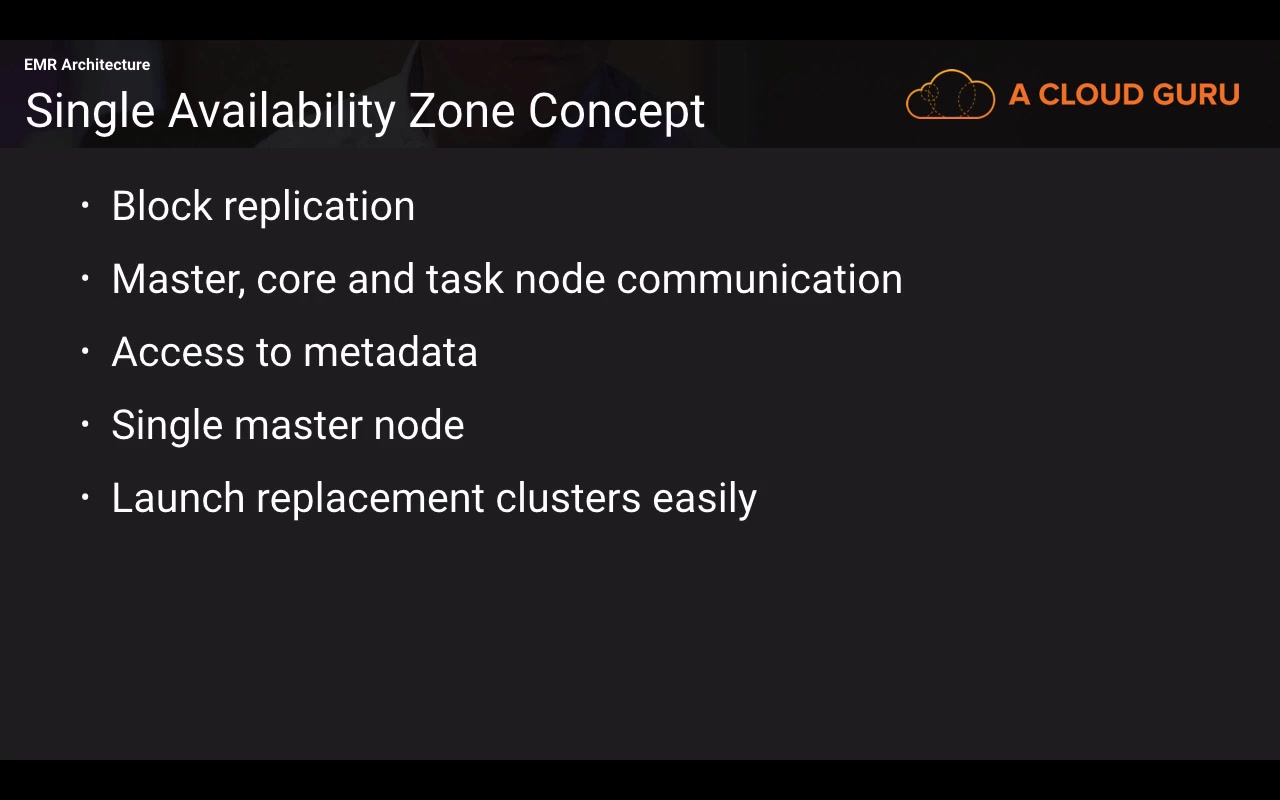 EMR Architecture
Single Availability Zone Concept
A CLOUD GURU
• Block replication
• Master, core and task node communication
• Access to metadata
• Single master node
• Launch replacement clusters easily